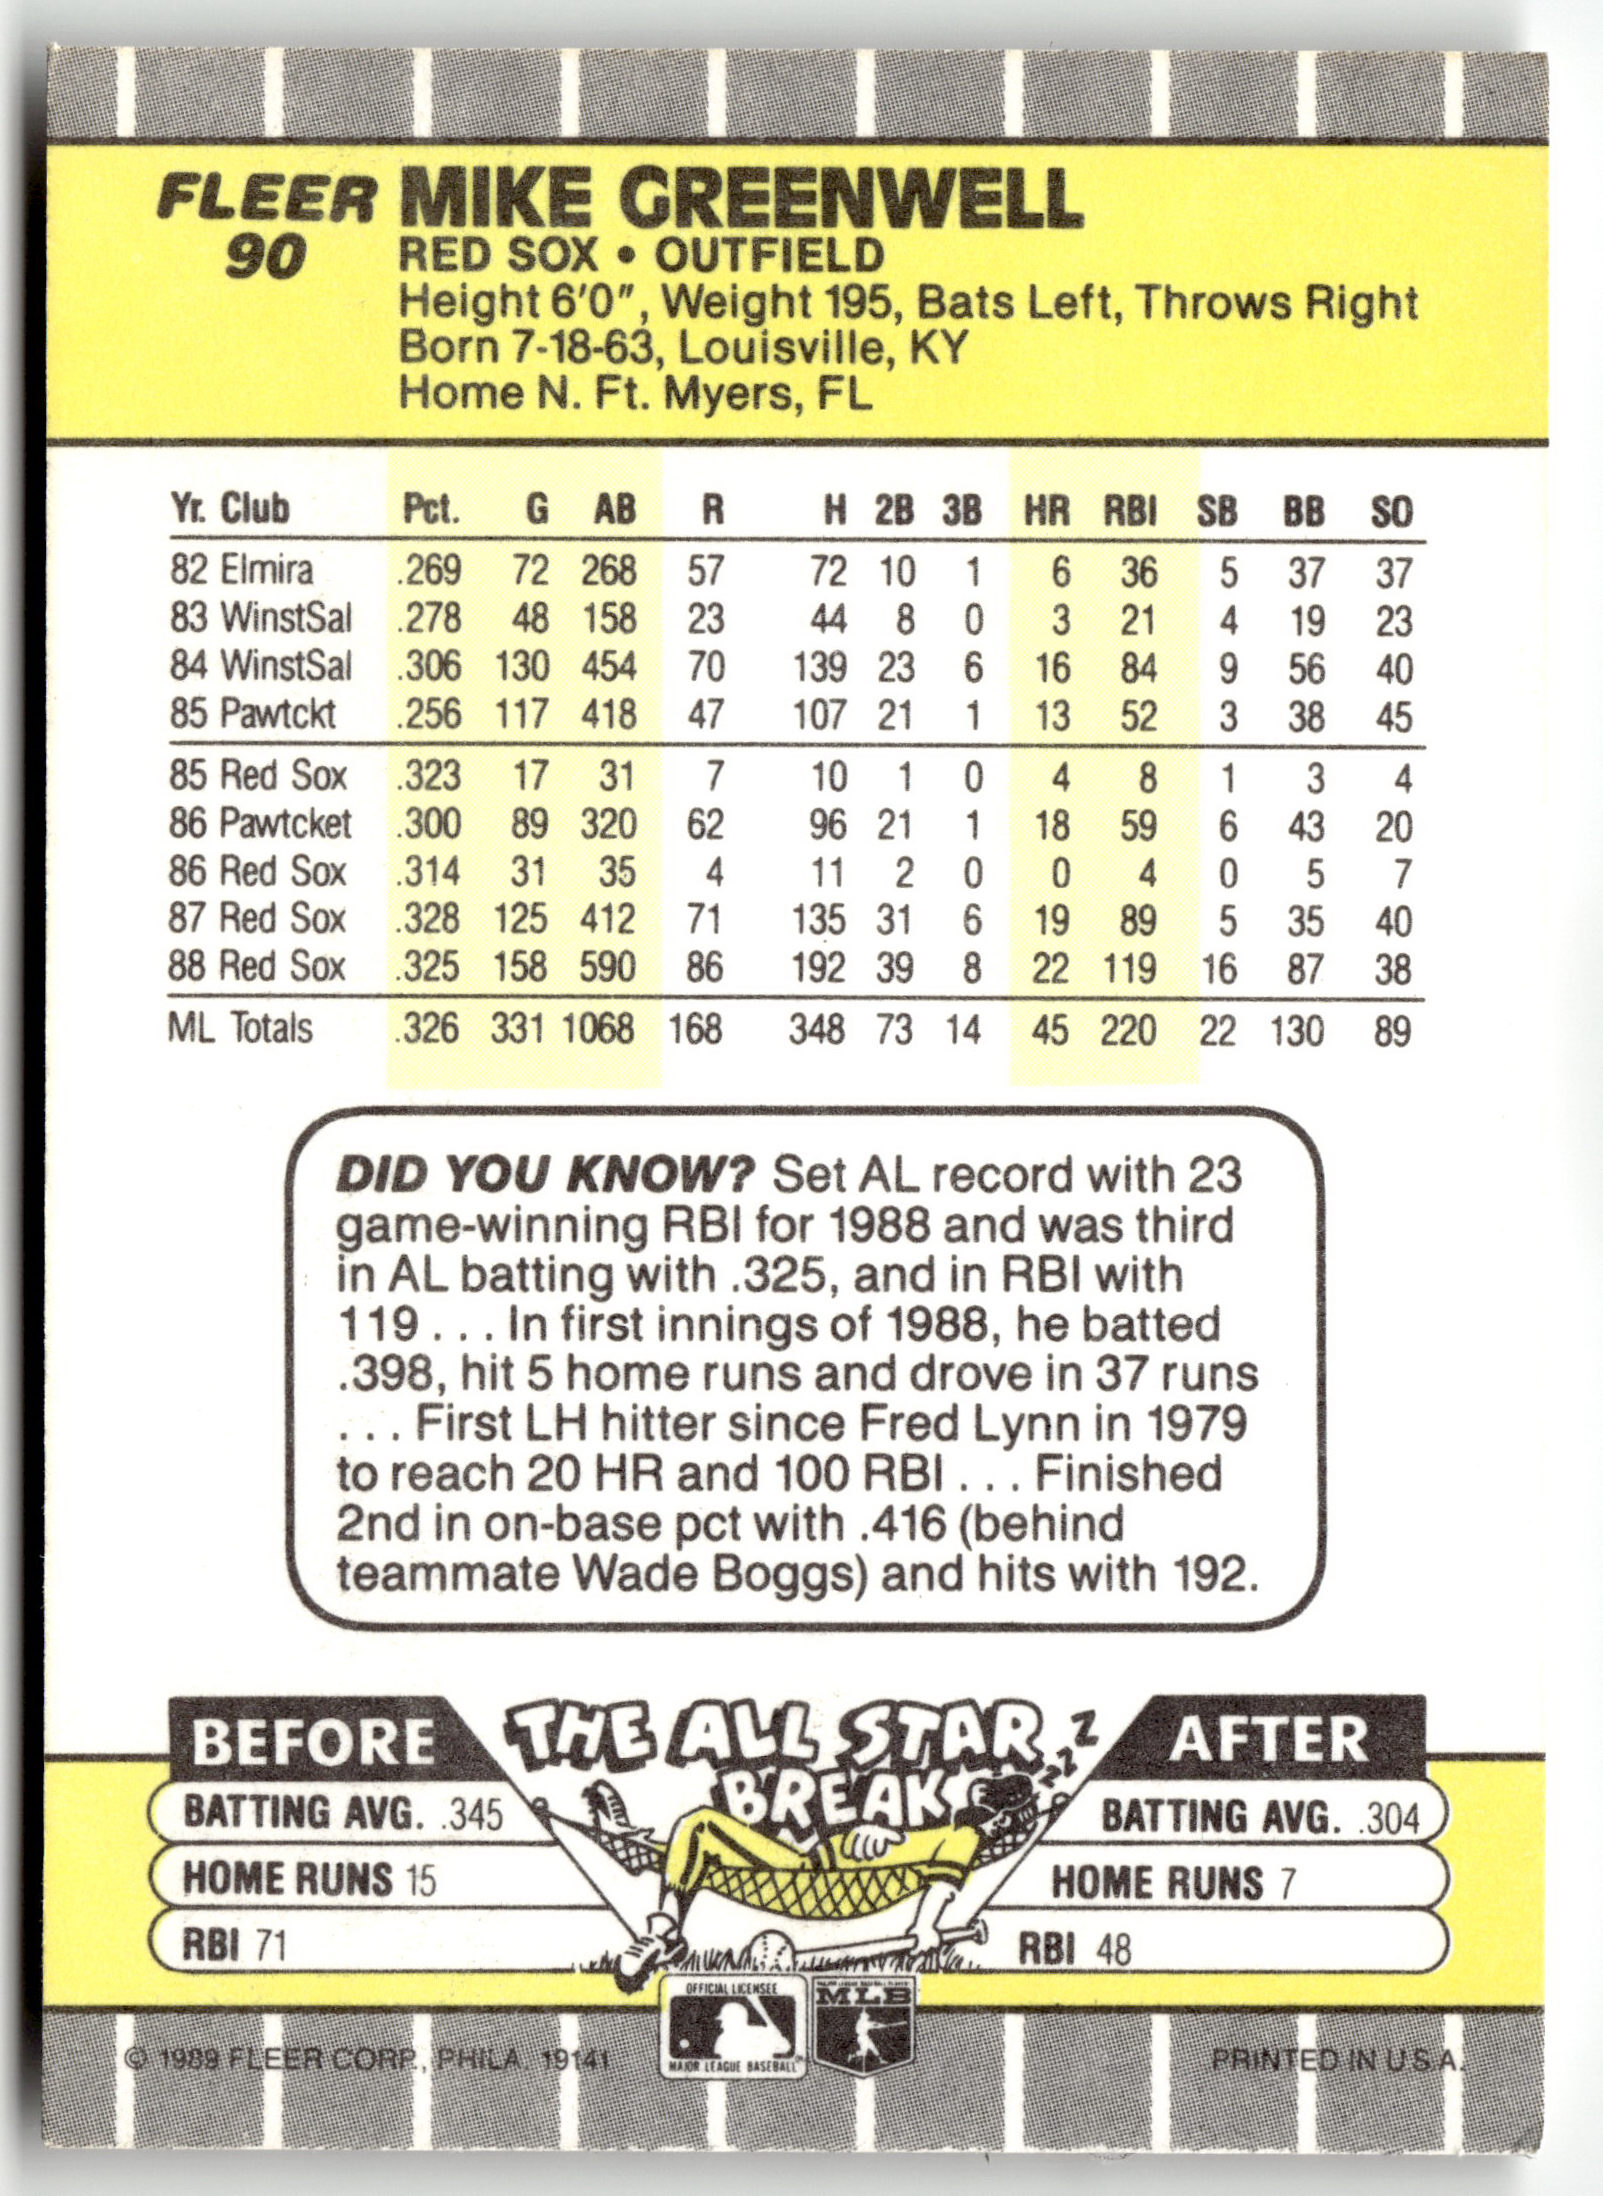 FLEER MIKE GREENWELL
90 RED SOX • OUTFIELD
Height 6'0", Weight 195, Bats Left, Throws Right
Born 7-18-63, Louisville, KY
Home N. Ft. Myers, FL
Yr. Club Pct. G AB R H 2B 3B HR RBI SB BB SO
82 Elmira .269 72 268 57 72 10 1 6 36 5 37 37
83 WinstSal .278 48 158 23 44 8 0 3 21 4 19 23
84 WinstSal .306 130 454 70 139 23 6 16 84 9 56 40
85 Pawtckt .256 117 418 47 107 21 1 13 52 3 38 45
85 Red Sox .323 17 31 7 10 1 0 4 8 1 3 4
86 Pawtcket .300 89 320 62 96 21 1 18 59 6 43 20
86 Red Sox .314 31 35 4 11 2 0 0 4 0 5 7
87 Red Sox .328 125 412 71 135 31 6 19 89 5 35 40
88 Red Sox .325 158 590 86 192 39 8 22 119 16 87 38
ML Totals .326 331 1068 168 348 73 14 45 220 22 130 89
DID YOU KNOW? Set AL record with 23
game-winning RBI for 1988 and was third
in AL batting with .325, and in RBI with
119 . . . In first innings of 1988, he batted
.398, hit 5 home runs and drove in 37 runs
. . . First LH hitter since Fred Lynn in 1979
to reach 20 HR and 100 RBI . . . Finished
2nd in on-base pct with .416 (behind
teammate Wade Boggs) and hits with 192.
BEFORE THE ALL STAR BREAK zzzZ AFTER
BATTING AVG. .345 BATTING AVG. .304
HOME RUNS 15 HOME RUNS 7
RBI 71 RBI 48
OFFICIAL LICENSEE
MAJOR LEAGUE BASEBALL
MLB
© 1989 FLEER CORP., PHILA. 19141 PRINTED IN U.S.A.